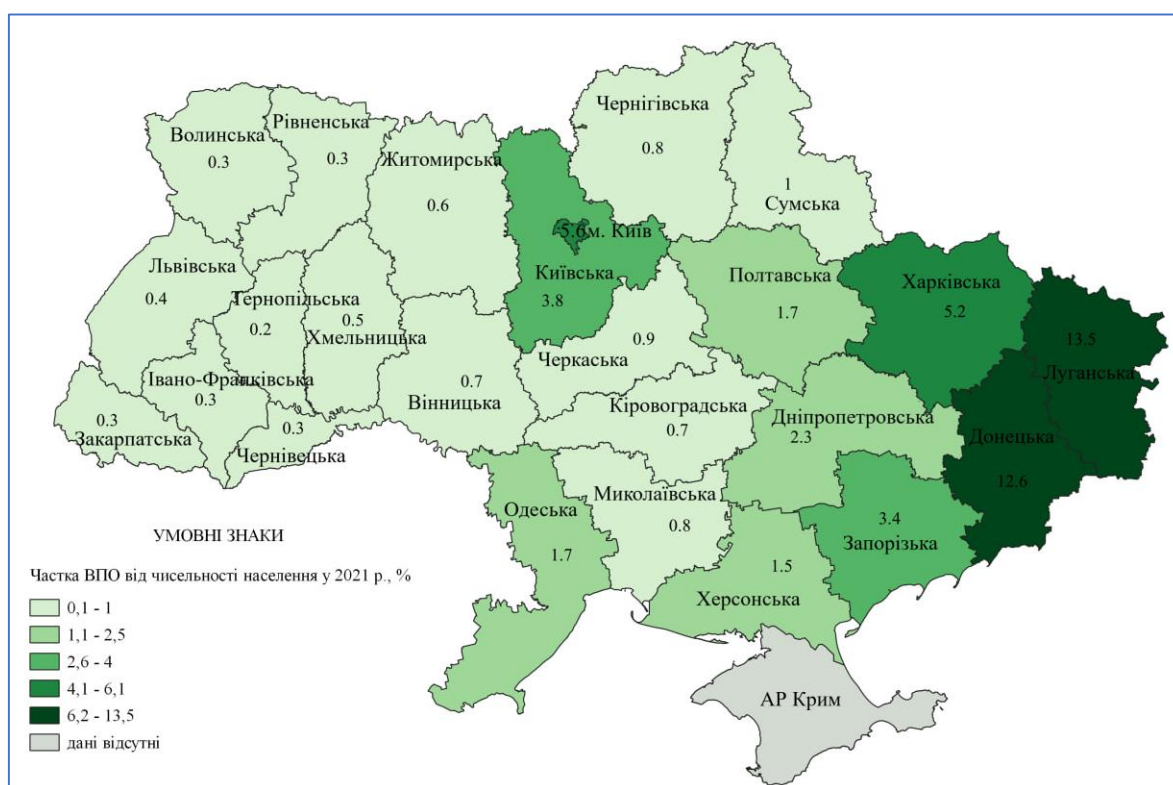 Чернігівська
0.8
Волинська
0.3
Рівненська
0.3
Житомирська
0.6
1
Сумська
5.6м. Київ
Київська
3.8
Львівська
0.4
Тернопільська
0.2
Хмельницька
0.5
Полтавська
1.7
Харківська
5.2
13.5
Луганська
Черкаська
0.9
Вінницька
0.7
Івано-Франківська
0.3
0.3
Закарпатська
0.3
Чернівецька
Кіровоградська
0.7
Дніпропетровська
2.3
Донецька
12.6
Одеська
1.7
Миколаївська
0.8
3.4
Запорізька
1.5
Херсонська
АР Крим
УМОВНІ ЗНАКИ
Частка ВПО від чисельності населення у 2021 р., %
0,1 - 1
1,1 - 2,5
2,6 - 4
4,1 - 6,1
6,2 - 13,5
дані відсутні